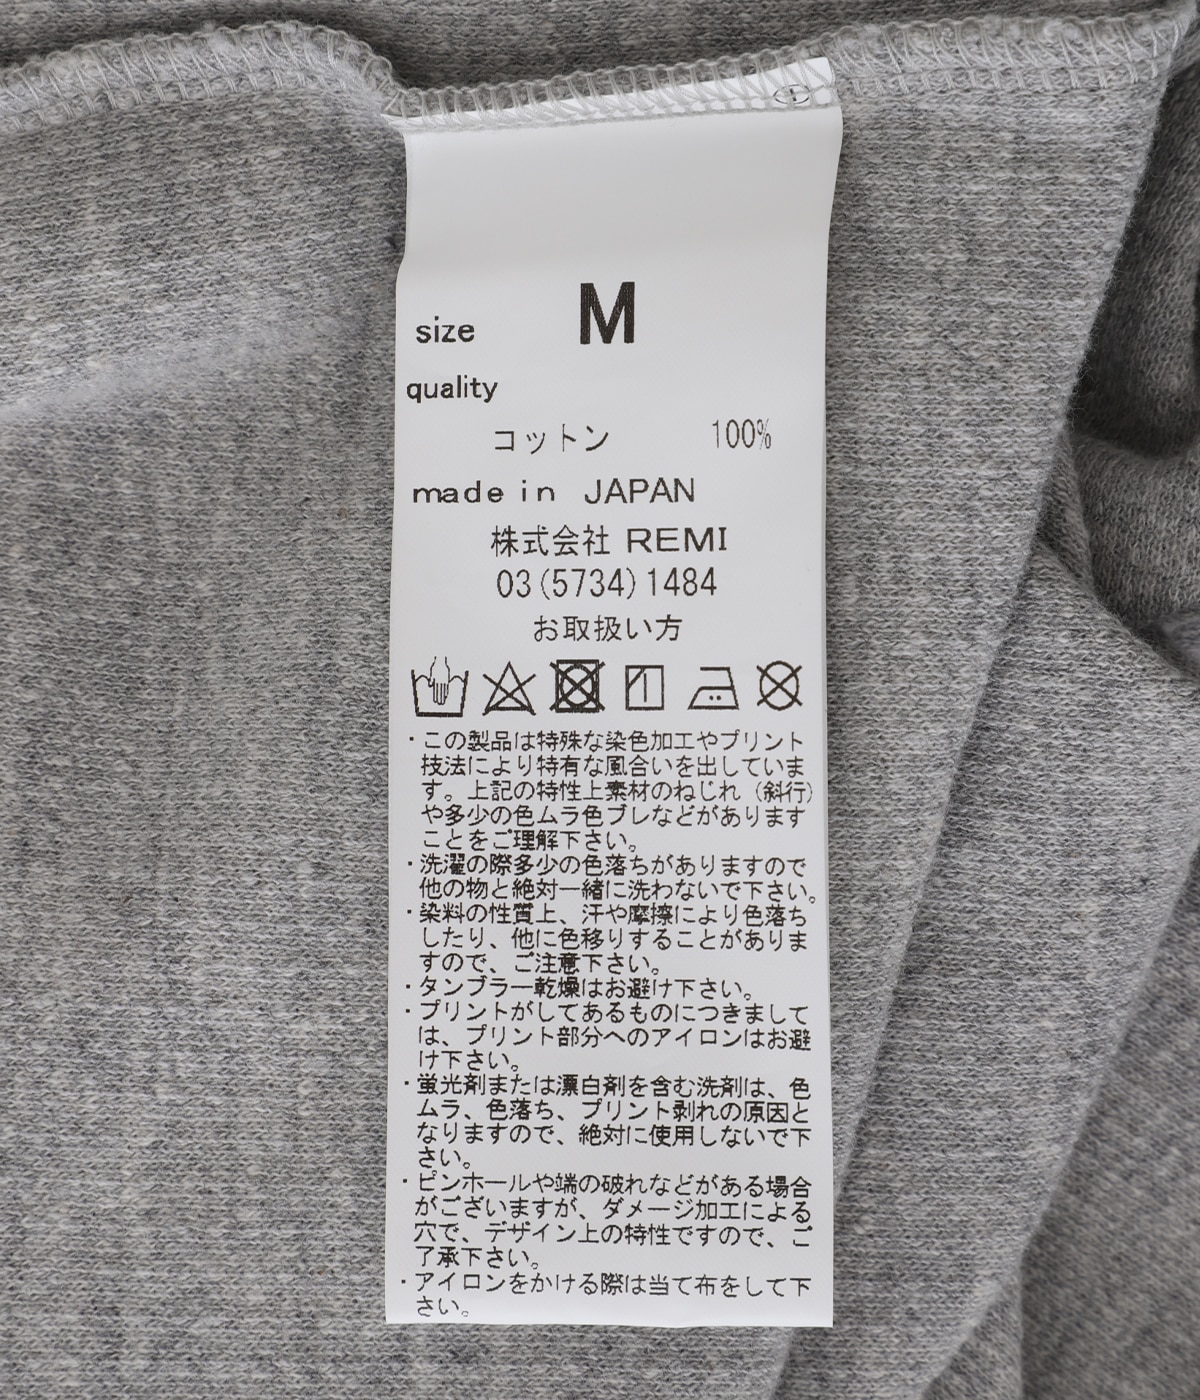 size M
quality
コットン 100%
made in JAPAN
株式会社 REMI
03(5734)1484
お取扱い方
・この製品は特殊な染色加工やプリント
技法により特有な風合いを出していま
す。上記の特性上素材のねじれ（斜行）
や多少の色ムラ色ブレなどがあります
ことをご理解下さい。
・洗濯の際多少の色落ちがありますので
他の物と絶対一緒に洗わないで下さい。
・染料の性質上、汗や摩擦により色落ち
したり、他に色移りすることがありま
すので、ご注意下さい。
・タンブラー乾燥はお避け下さい。
・プリントがしてあるものにつきまして
は、プリント部分へのアイロンはお避
け下さい。
・蛍光剤または漂白剤を含む洗剤は、色
ムラ、色落ち、プリント剥れの原因と
なりますので、絶対に使用しないで下
さい。
・ピンホールや端の破れなどがある場合
がございますが、ダメージ加工による
穴で、デザイン上の特性ですので、ご
了承下さい。
・アイロンをかける際は当て布をして下
さい。